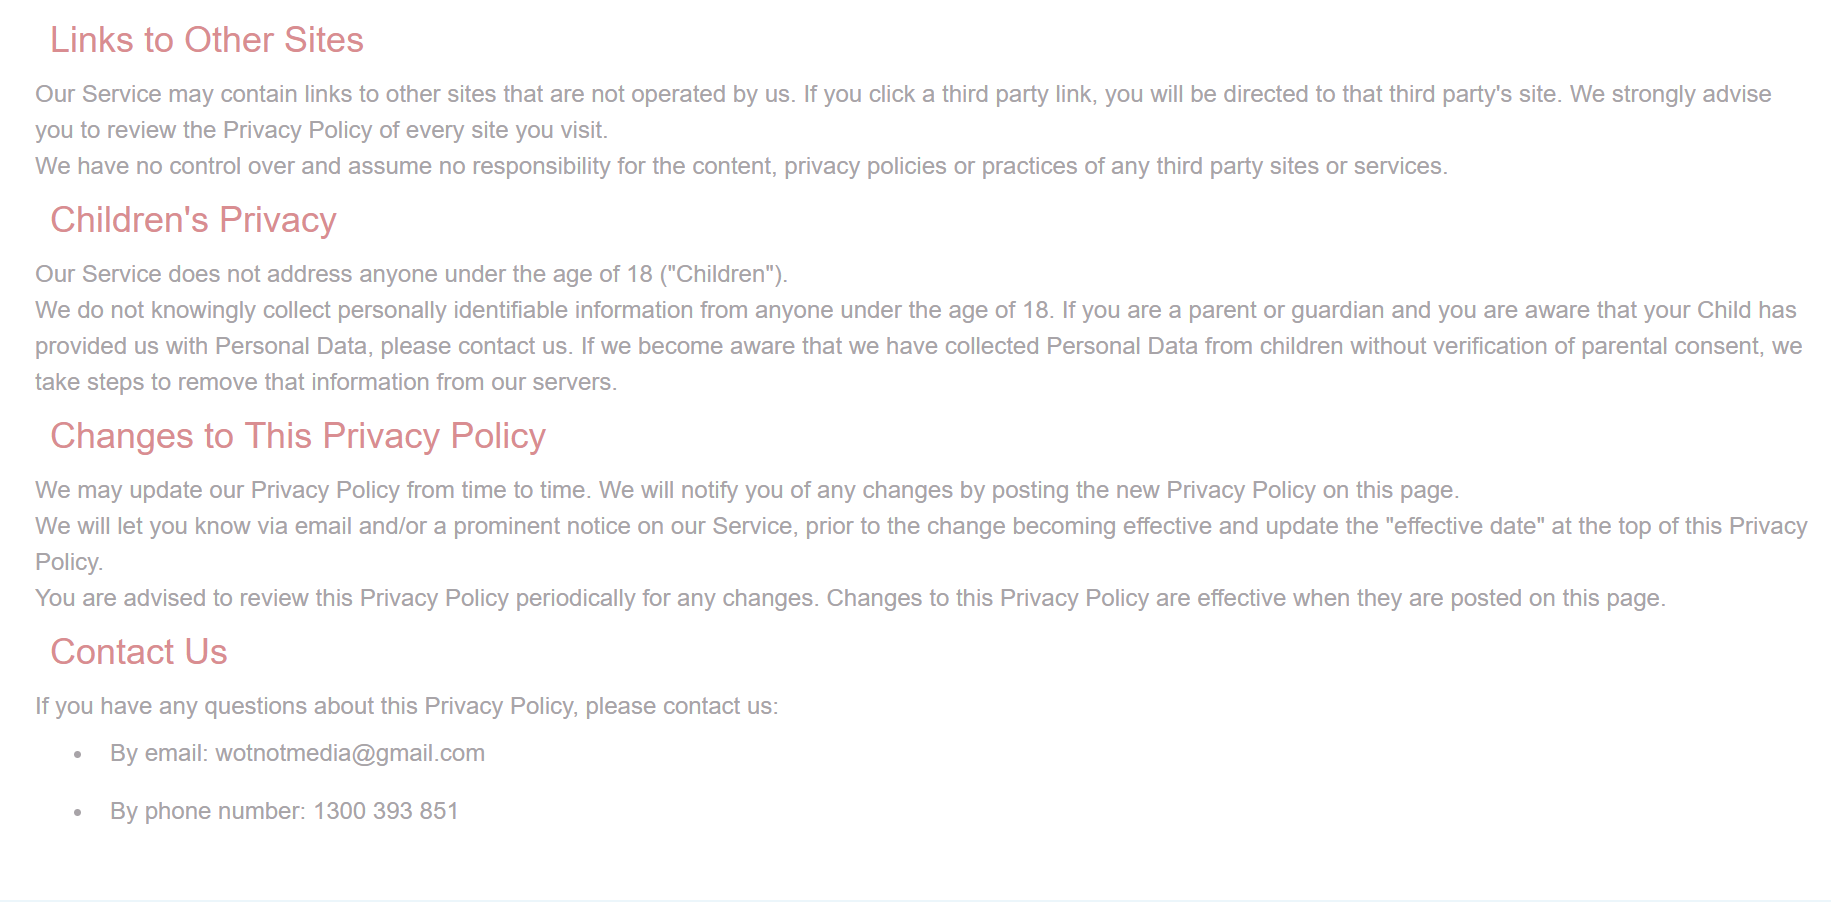 Links to Other Sites
Our Service may contain links to other sites that are not operated by us. If you click a third party link, you will be directed to that third party's site. We strongly advise
you to review the Privacy Policy of every site you visit.
We have no control over and assume no responsibility for the content, privacy policies or practices of any third party sites or services.
Children's Privacy
Our Service does not address anyone under the age of 18 ("Children").
We do not knowingly collect personally identifiable information from anyone under the age of 18. If you are a parent or guardian and you are aware that your Child has
provided us with Personal Data, please contact us. If we become aware that we have collected Personal Data from children without verification of parental consent, we
take steps to remove that information from our servers.
Changes to This Privacy Policy
We may update our Privacy Policy from time to time. We will notify you of any changes by posting the new Privacy Policy on this page.
We will let you know via email and/or a prominent notice on our Service, prior to the change becoming effective and update the "effective date" at the top of this Privacy
Policy.
You are advised to review this Privacy Policy periodically for any changes. Changes to this Privacy Policy are effective when they are posted on this page.
Contact Us
If you have any questions about this Privacy Policy, please contact us:
• By email: wotnotmedia@gmail.com
• By phone number: 1300 393 851